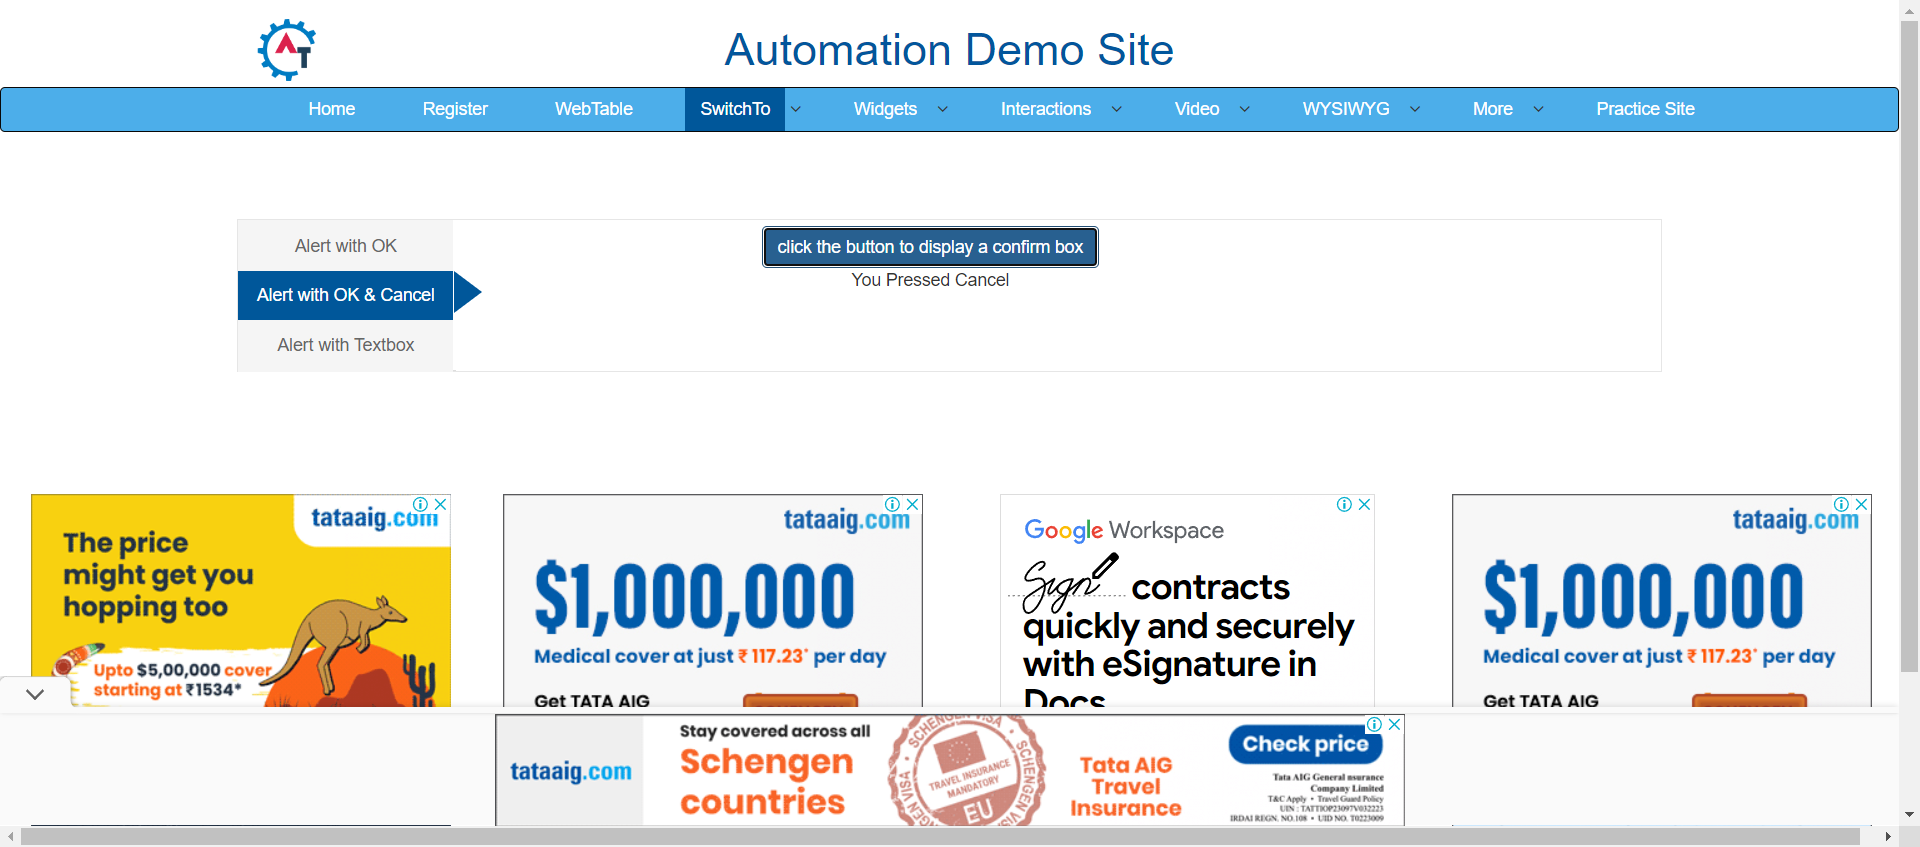 AT
Automation Demo Site
Home Register WebTable SwitchTo Widgets Interactions Video WYSIWYG More Practice Site
Alert with OK
Alert with OK & Cancel
Alert with Textbox
click the button to display a confirm box
You Pressed Cancel
tataaig.com
The price
might get you
hopping too
Upto $5,00,000 cover
starting at ₹1534*
tataaig.com
$1,000,000
Medical cover at just ₹ 117.23* per day
Get TATA AIG
Google Workspace
Sign contracts
quickly and securely
with eSignature in
Docs
tataaig.com
$1,000,000
Medical cover at just ₹ 117.23* per day
Get TATA AIG
tataaig.com
Stay covered across all
Schengen
countries
SCHENGEN VISA
TRAVEL INSURANCE
MANDATORY
EU
Tata AIG
Travel
Insurance
Check price
Tata AIG General nsurance
Company Limited
T&C Apply • Travel Guard Policy
UIN : TATTIOP23097V032223
IRDAI REGN. NO.108 • UID NO. T0223009